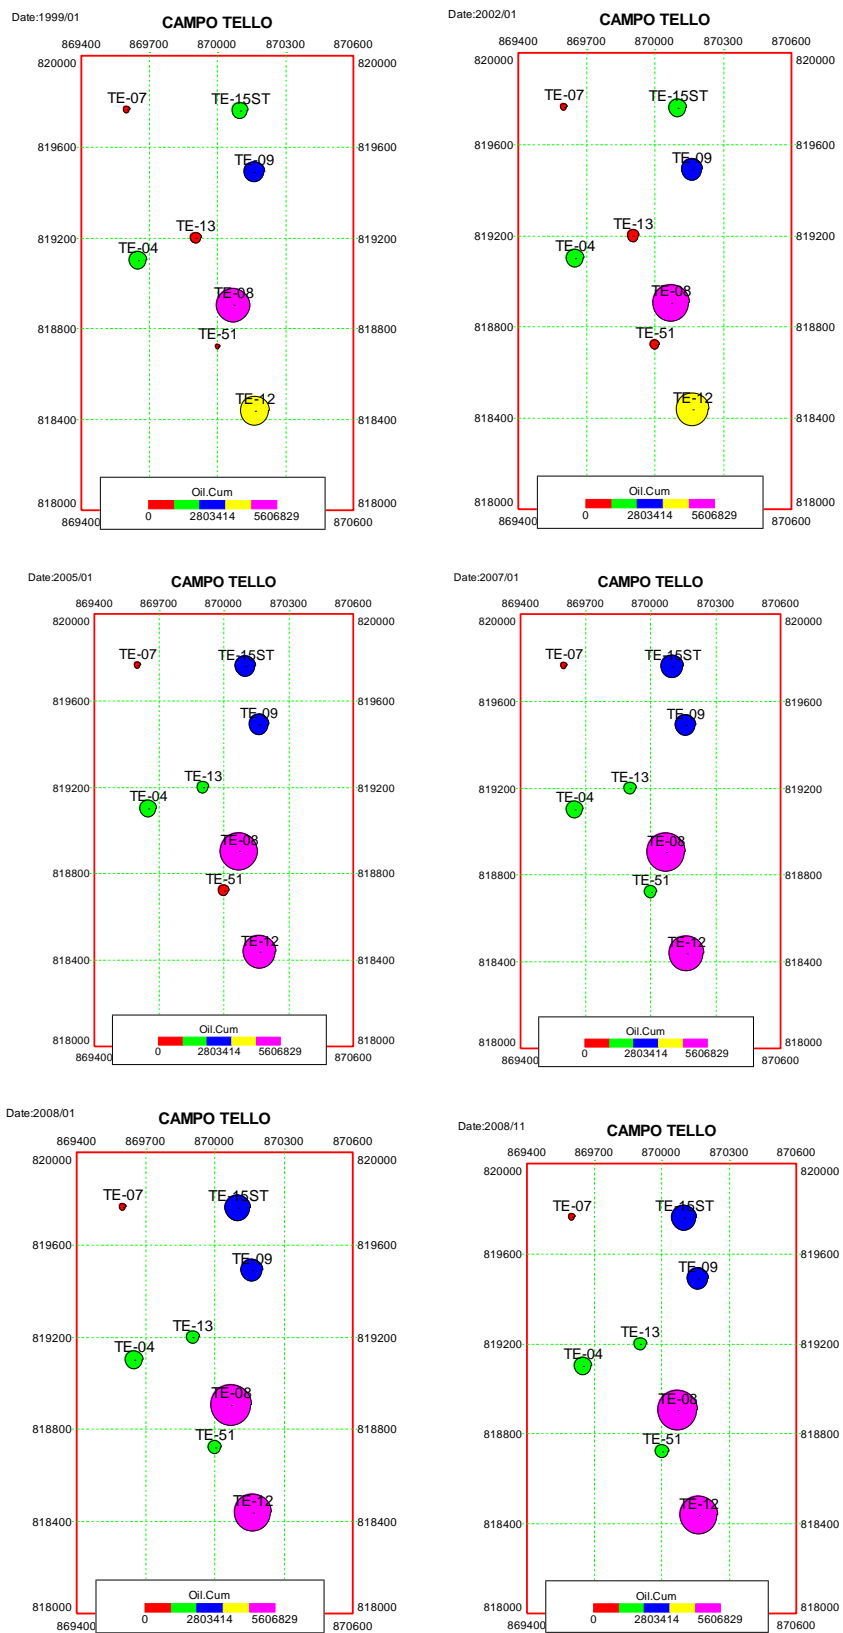 Date:1999/01
CAMPO TELLO
869400 869700 870000 870300 870600
820000 820000
TE-07 TE-15ST
819600 819600
TE-09
TE-13
819200 819200
TE-04
TE-08
818800 818800
TE-51
TE-12
818400 818400
Oil.Cum
818000 818000
0 2803414 5606829
869400 870600
Date:2002/01
CAMPO TELLO
869400 869700 870000 870300 870600
820000 820000
TE-07 TE-15ST
819600 819600
TE-09
TE-13
819200 819200
TE-04
TE-08
818800 818800
TE-51
TE-12
818400 818400
Oil.Cum
818000 818000
0 2803414 5606829
869400 870600
Date:2005/01
CAMPO TELLO
869400 869700 870000 870300 870600
820000 820000
TE-07 TE-15ST
819600 819600
TE-09
TE-13
819200 819200
TE-04
TE-08
818800 818800
TE-51
TE-12
818400 818400
Oil.Cum
818000 818000
0 2803414 5606829
869400 870600
Date:2007/01
CAMPO TELLO
869400 869700 870000 870300 870600
820000 820000
TE-07 TE-15ST
819600 819600
TE-09
TE-13
819200 819200
TE-04
TE-08
818800 818800
TE-51
TE-12
818400 818400
Oil.Cum
818000 818000
0 2803414 5606829
869400 870600
Date:2008/01
CAMPO TELLO
869400 869700 870000 870300 870600
820000 820000
TE-07 TE-15ST
819600 819600
TE-09
TE-13
819200 819200
TE-04
TE-08
818800 818800
TE-51
TE-12
818400 818400
Oil.Cum
818000 818000
0 2803414 5606829
869400 870600
Date:2008/11
CAMPO TELLO
869400 869700 870000 870300 870600
820000 820000
TE-07 TE-15ST
819600 819600
TE-09
TE-13
819200 819200
TE-04
TE-08
818800 818800
TE-51
TE-12
818400 818400
Oil.Cum
818000 818000
0 2803414 5606829
869400 870600